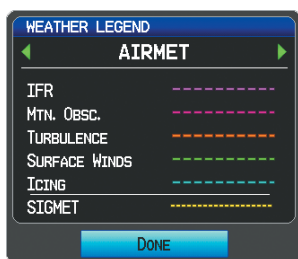 WEATHER LEGEND
AIRMET
IFR
MTN. OBSC.
TURBULENCE
SURFACE WINDS
ICING
SIGMET
DONE